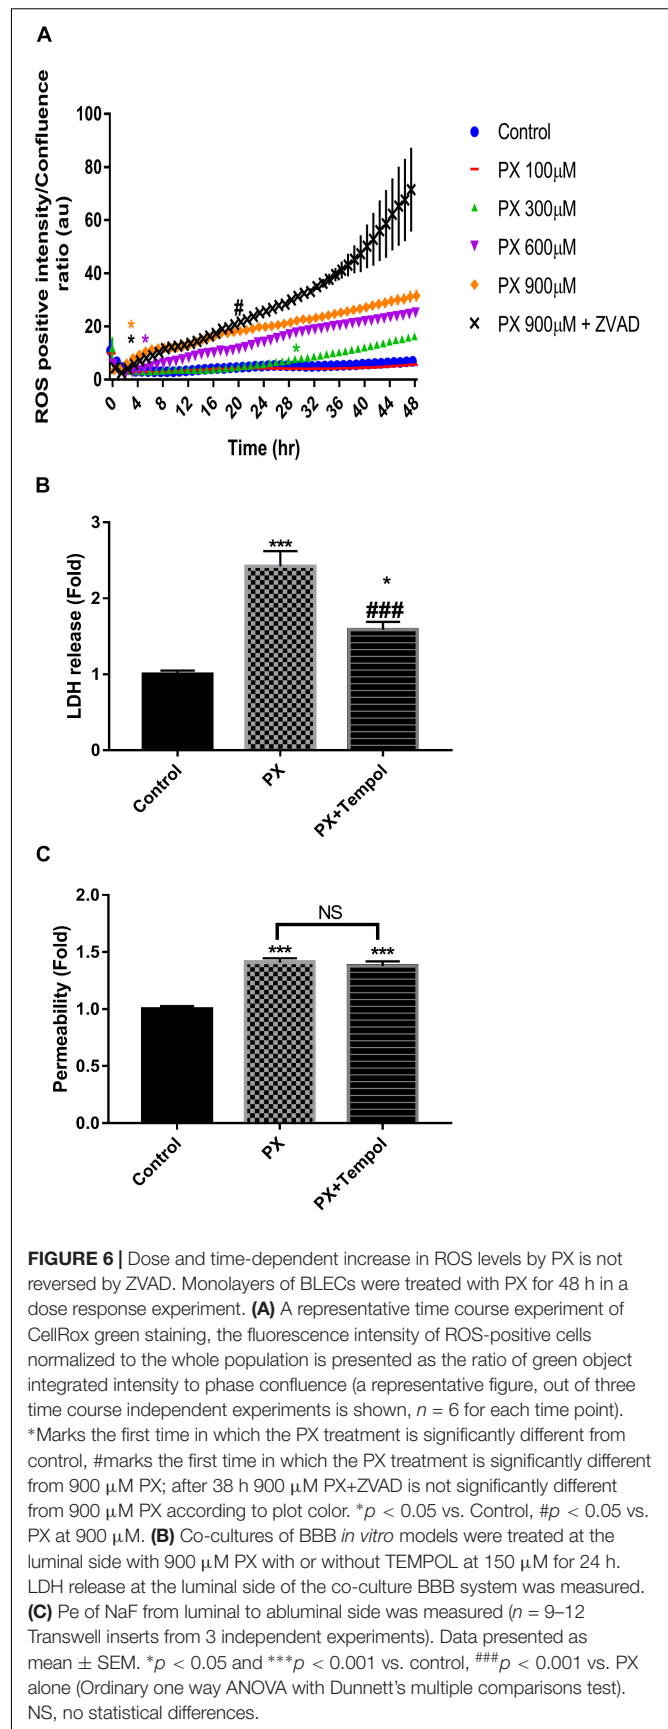 A
ROS positive intensity/Confluence
ratio (au)
100
80
60
40
20
0
#
*
*
*
*
0
4
8
12
16
20
24
28
32
36
40
44
48
Time (hr)
Control
PX 100µM
PX 300µM
PX 600µM
PX 900µM
PX 900µM + ZVAD
B
LDH release (Fold)
3
2
1
0
***
*
###
Control
PX
PX+Tempol
C
Permeability (Fold)
2.0
1.5
1.0
0.5
0.0
NS
***
***
Control
PX
PX+Tempol
FIGURE 6 | Dose and time-dependent increase in ROS levels by PX is not
reversed by ZVAD. Monolayers of BLECs were treated with PX for 48 h in a
dose response experiment. (A) A representative time course experiment of
CellRox green staining, the fluorescence intensity of ROS-positive cells
normalized to the whole population is presented as the ratio of green object
integrated intensity to phase confluence (a representative figure, out of three
time course independent experiments is shown, n = 6 for each time point).
*Marks the first time in which the PX treatment is significantly different from
control, #marks the first time in which the PX treatment is significantly different
from 900 µM PX; after 38 h 900 µM PX+ZVAD is not significantly different
from 900 µM PX according to plot color. *p < 0.05 vs. Control, #p < 0.05 vs.
PX at 900 µM. (B) Co-cultures of BBB in vitro models were treated at the
luminal side with 900 µM PX with or without TEMPOL at 150 µM for 24 h.
LDH release at the luminal side of the co-culture BBB system was measured.
(C) Pe of NaF from luminal to abluminal side was measured (n = 9–12
Transwell inserts from 3 independent experiments). Data presented as
mean ± SEM. *p < 0.05 and ***p < 0.001 vs. control, ###p < 0.001 vs. PX
alone (Ordinary one way ANOVA with Dunnett's multiple comparisons test).
NS, no statistical differences.